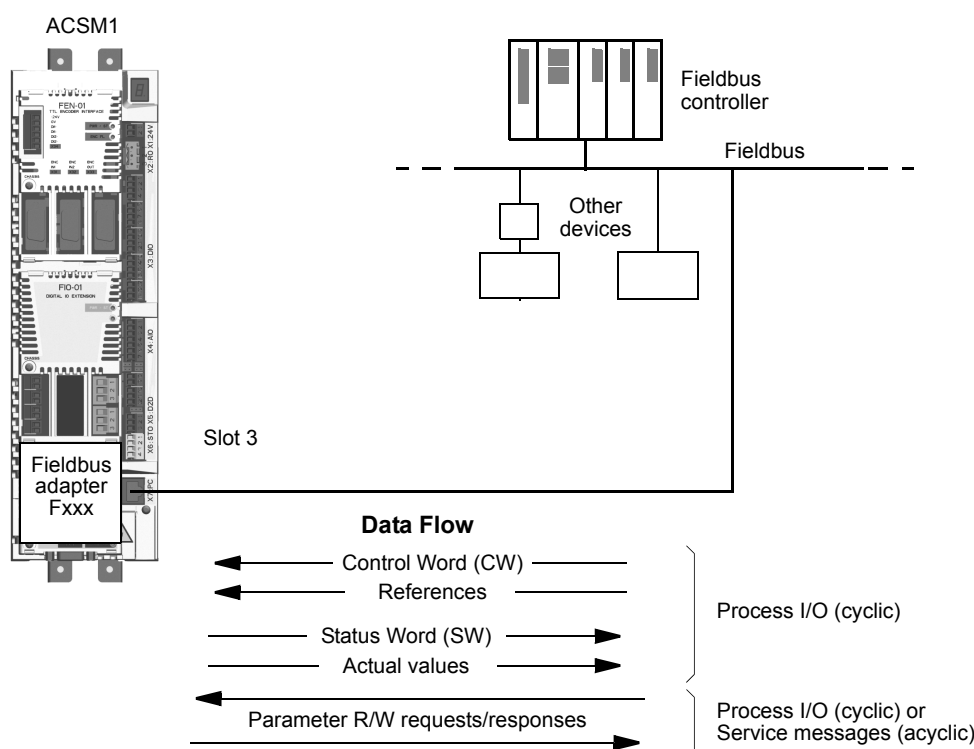 ACSM1
FEN-01
TTL ENCODER INTERFACE
X1:24V
X2:RO
X3:DIO
FIO-01
DIGITAL IO EXTENSION
X4:AIO
X5:D2D
X6:STO
X7:PC
Fieldbus
adapter
Fxxx
Slot 3
Fieldbus
controller
Fieldbus
Other
devices
Data Flow
Control Word (CW)
References
Status Word (SW)
Actual values
Parameter R/W requests/responses
Process I/O (cyclic)
Process I/O (cyclic) or
Service messages (acyclic)